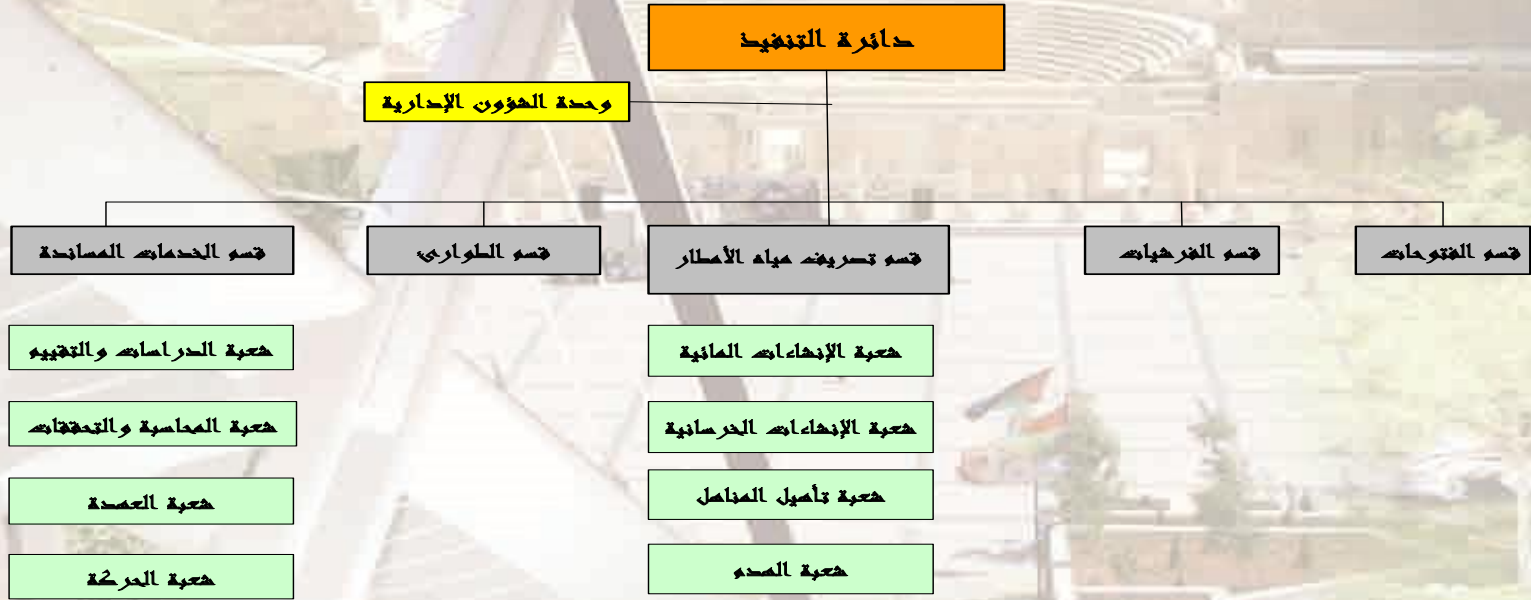 دائرة التنفيذ
وحدة الشؤون الإدارية
قسم الفتوحات
قسم الفرشيات
قسم تصريف مياه الأمطار
قسم الطوارئ
قسم الخدمات المساندة
شعبة الإنشاءات المائية
شعبة الإنشاءات الخرسانية
شعبة تأهيل المناهل
شعبة الهدم
شعبة الدراسات والتقييم
شعبة المحاسبة والتحققات
شعبة العهدة
شعبة الحركة